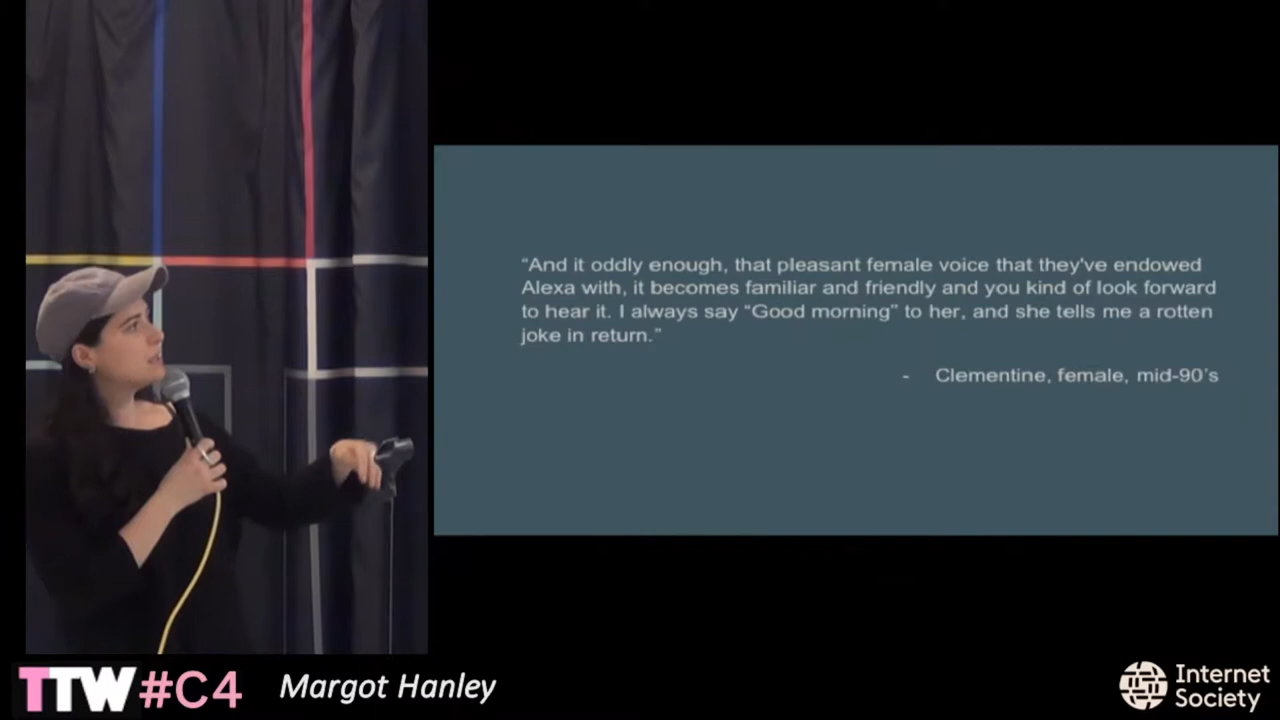 “And it oddly enough, that pleasant female voice that they've endowed
Alexa with, it becomes familiar and friendly and you kind of look forward
to hear it. I always say “Good morning” to her, and she tells me a rotten
joke in return.”
- Clementine, female, mid-90’s
TTW#C4
Margot Hanley
Internet
Society